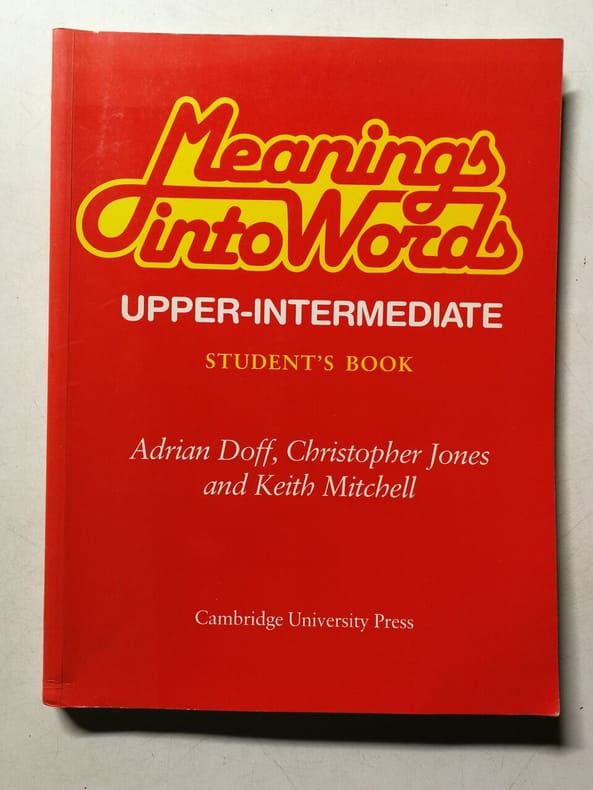 Meanings
into Words
UPPER-INTERMEDIATE
STUDENT'S BOOK
Adrian Doff, Christopher Jones
and Keith Mitchell
Cambridge University Press